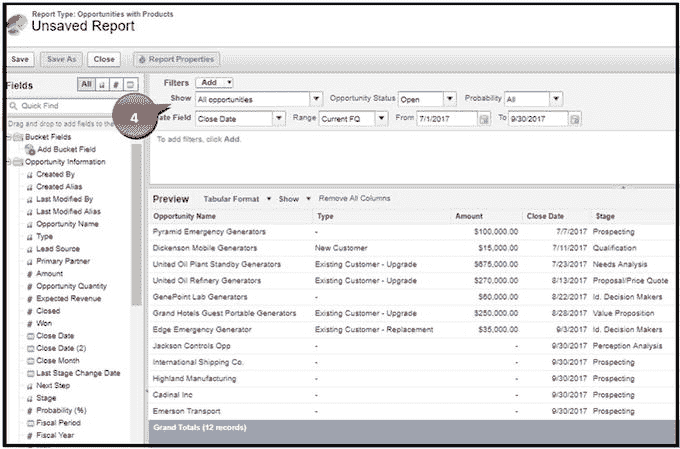 Report Type: Opportunities with Products
Unsaved Report
Save Save As Close Report Properties
Fields All #
Quick Find
Drag and drop to add fields to the
Bucket Fields
Add Bucket Field
Opportunity Information
Created By
Created Alias
Last Modified By
Last Modified Alias
Opportunity Name
Type
Lead Source
Primary Partner
# Amount
# Opportunity Quantity
# Expected Revenue
# Closed
# Won
Close Date
Close Date (2)
Close Month
Last Stage Change Date
Next Step
Stage
# Probability (%)
Fiscal Period
# Fiscal Year
4
Filters Add
Show All opportunities Opportunity Status Open Probability All
ate Field Close Date Range Current FQ From 7/1/2017 To 9/30/2017
To add filters, click Add.
Preview Tabular Format Show Remove All Columns
Opportunity Name Type Amount Close Date Stage
Pyramid Emergency Generators - $100,000.00 7/7/2017 Prospecting
Dickenson Mobile Generators New Customer $15,000.00 7/11/2017 Qualification
United Oil Plant Standby Generators Existing Customer - Upgrade $675,000.00 7/23/2017 Needs Analysis
United Oil Refinery Generators Existing Customer - Upgrade $270,000.00 8/13/2017 Proposal/Price Quote
GenePoint Lab Generators - $60,000.00 8/22/2017 Id. Decision Makers
Grand Hotels Guest Portable Generators Existing Customer - Upgrade $250,000.00 8/28/2017 Value Proposition
Edge Emergency Generator Existing Customer - Replacement $35,000.00 9/3/2017 Id. Decision Makers
Jackson Controls Opp - - 9/30/2017 Perception Analysis
International Shipping Co. - - 9/30/2017 Prospecting
Highland Manufacturing - - 9/30/2017 Prospecting
Cadinal Inc - - 9/30/2017 Prospecting
Emerson Transport - - 9/30/2017 Prospecting
Grand Totals (12 records)